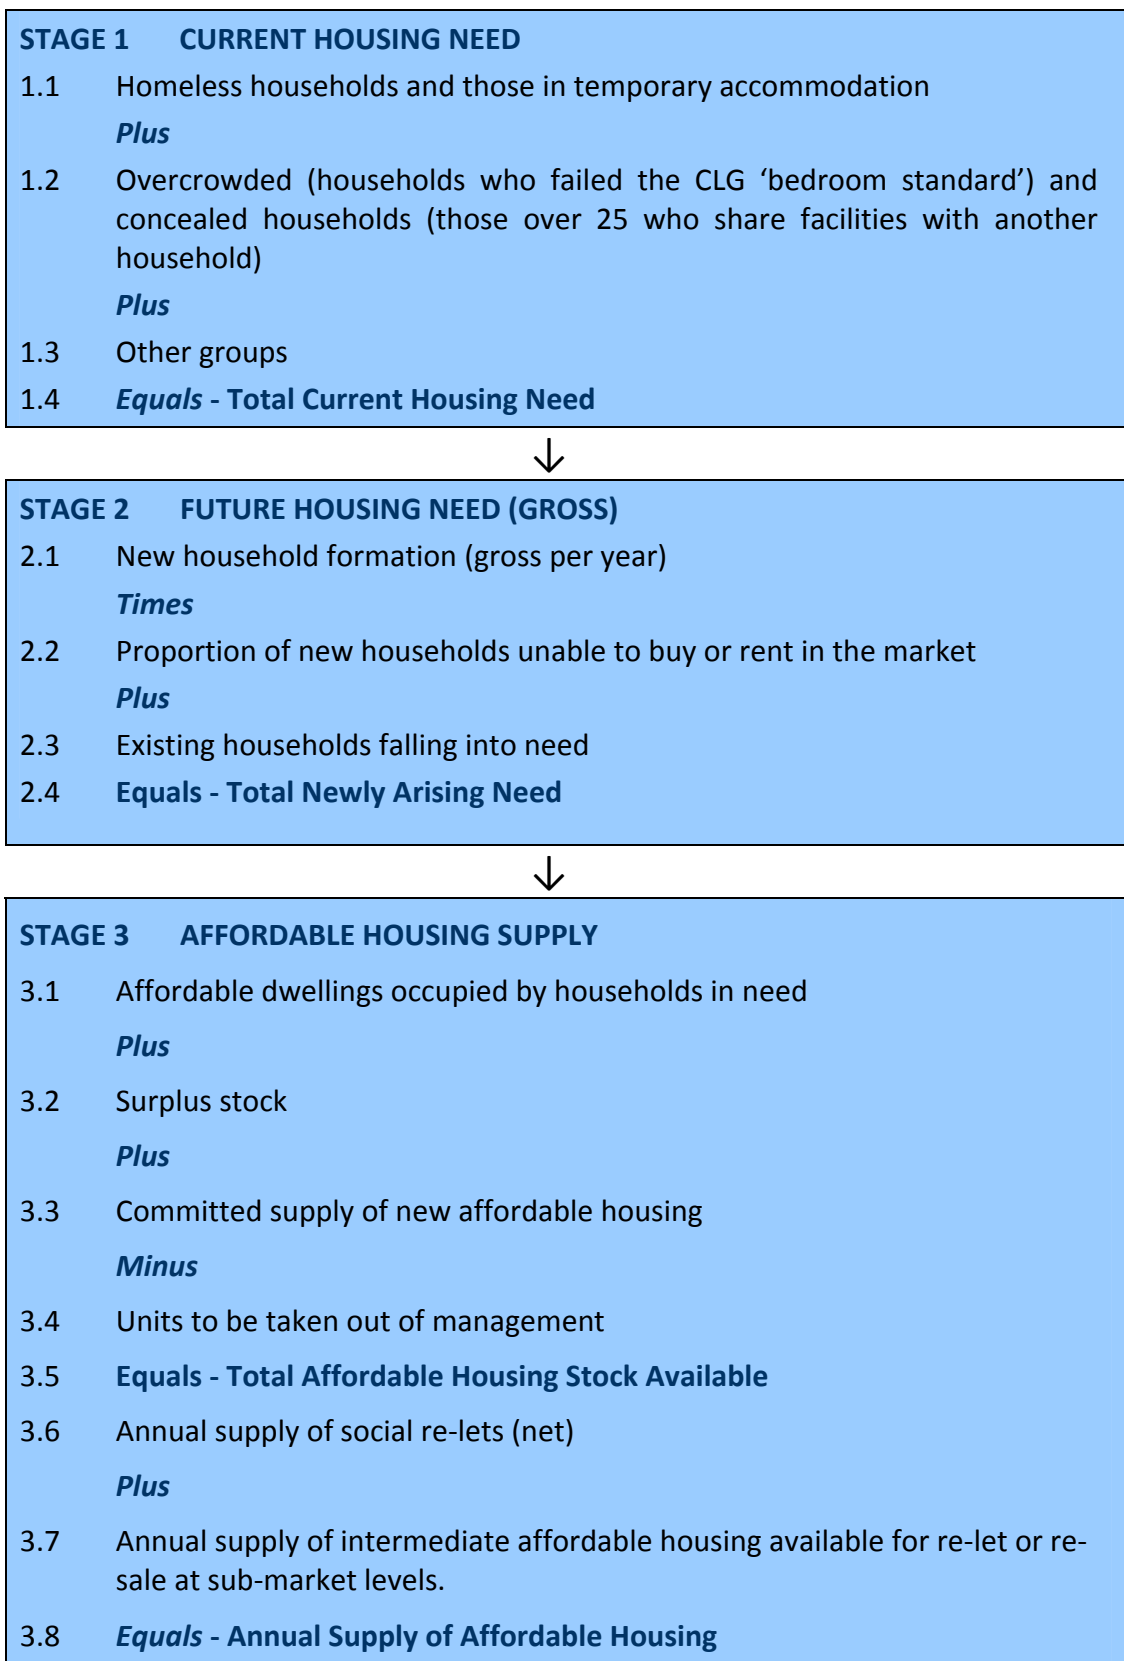 STAGE 1 CURRENT HOUSING NEED
1.1 Homeless households and those in temporary accommodation
Plus
1.2 Overcrowded (households who failed the CLG ‘bedroom standard’) and
concealed households (those over 25 who share facilities with another
household)
Plus
1.3 Other groups
1.4 Equals - Total Current Housing Need
↓
STAGE 2 FUTURE HOUSING NEED (GROSS)
2.1 New household formation (gross per year)
Times
2.2 Proportion of new households unable to buy or rent in the market
Plus
2.3 Existing households falling into need
2.4 Equals - Total Newly Arising Need
↓
STAGE 3 AFFORDABLE HOUSING SUPPLY
3.1 Affordable dwellings occupied by households in need
Plus
3.2 Surplus stock
Plus
3.3 Committed supply of new affordable housing
Minus
3.4 Units to be taken out of management
3.5 Equals - Total Affordable Housing Stock Available
3.6 Annual supply of social re-lets (net)
Plus
3.7 Annual supply of intermediate affordable housing available for re-let or re-
sale at sub-market levels.
3.8 Equals - Annual Supply of Affordable Housing